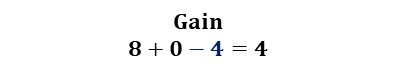 Gain
8 + 0 − 4 = 4